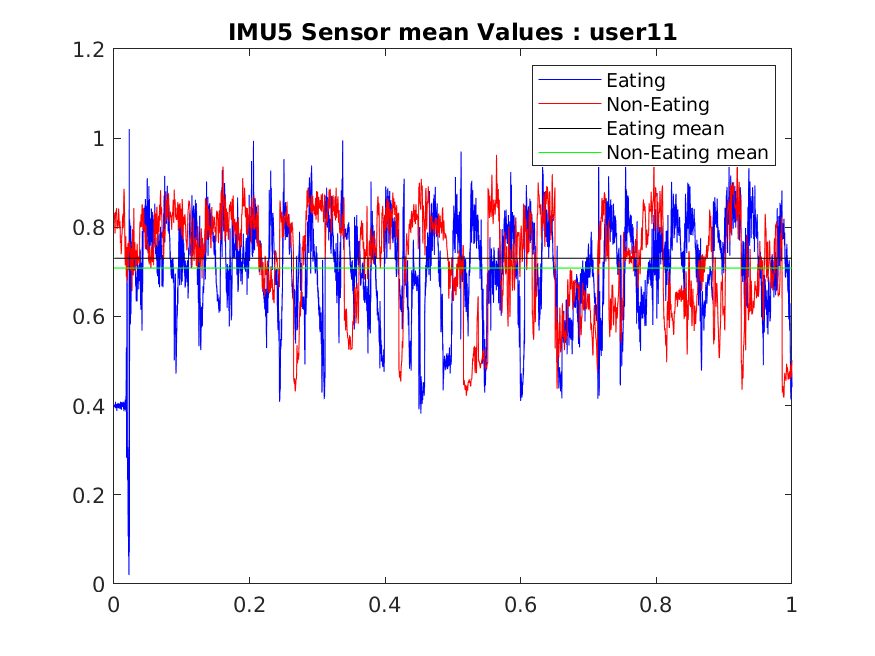 IMU5 Sensor mean Values : user11
1.2
1
0.8
0.6
0.4
0.2
0
Eating
Non-Eating
Eating mean
Non-Eating mean
0 0.2 0.4 0.6 0.8 1